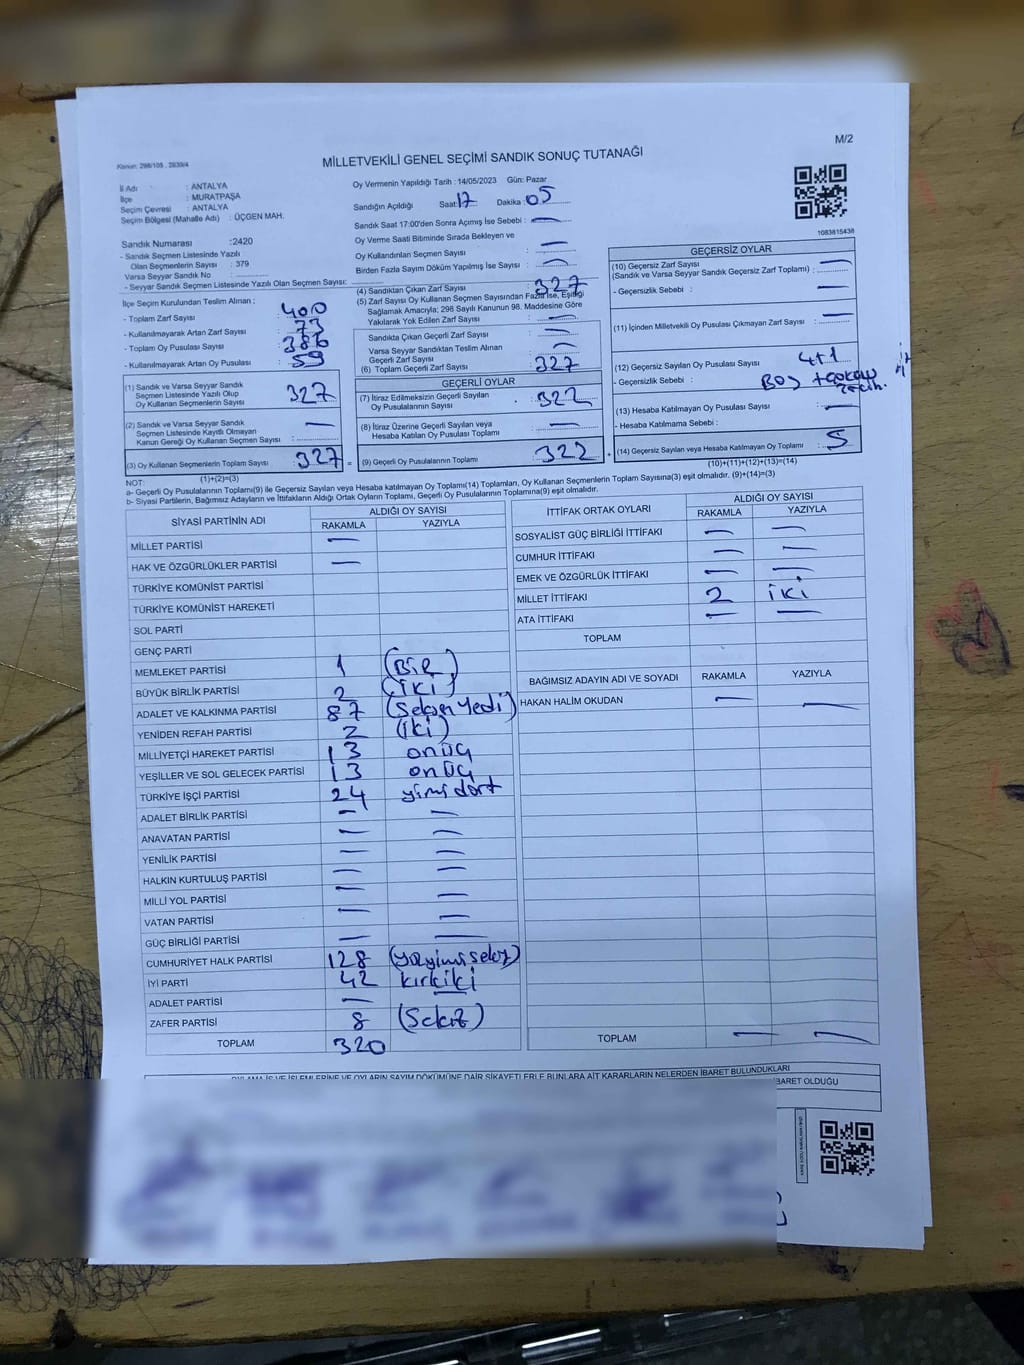 M/2
Kanun: 298/105 , 2839/4
MİLLETVEKİLİ GENEL SEÇİMİ SANDIK SONUÇ TUTANAĞI
İl Adı : ANTALYA
İlçe : MURATPAŞA
Seçim Çevresi : ANTALYA
Seçim Bölgesi (Mahalle Adı) : ÜÇGEN MAH.
Sandık Numarası :2420
- Sandık Seçmen Listesinde Yazılı
Olan Seçmenlerin Sayısı : 379
Varsa Seyyar Sandık No :
- Seyyar Sandık Seçmen Listesinde Yazılı Olan Seçmen Sayısı:
İlçe Seçim Kurulundan Teslim Alınan ;
- Toplam Zarf Sayısı : 400
- Kullanılmayarak Artan Zarf Sayısı : 73
- Toplam Oy Pusulası Sayısı : 386
- Kullanılmayarak Artan Oy Pusulası : 59
(1) Sandık ve Varsa Seyyar Sandık
Seçmen Listesinde Yazılı Olup
Oy Kullanan Seçmenlerin Sayısı : 327
(2) Sandık ve Varsa Seyyar Sandık
Seçmen Listesinde Kayıtlı Olmayan
Kanun Gereği Oy Kullanan Seçmen Sayısı : —
(3) Oy Kullanan Seçmenlerin Toplam Sayısı 327
(1)+(2)=(3)
Oy Vermenin Yapıldığı Tarih : 14/05/2023 Gün: Pazar
Sandığın Açıldığı Saat: 17 Dakika : 05
Sandık Saat 17:00'den Sonra Açımış İse Sebebi : —
Oy Verme Saati Bitiminde Sırada Bekleyen ve
Oy Kullandırılan Seçmen Sayısı : —
Birden Fazla Sayım Döküm Yapılmış İse Sayısı : —
(4) Sandıktan Çıkan Zarf Sayısı : 327
(5) Zarf Sayısı Oy Kullanan Seçmen Sayısından Fazla İse, Eşitliği
Sağlamak Amacıyla; 298 Sayılı Kanunun 98. Maddesine Göre
Yakılarak Yok Edilen Zarf Sayısı : —
Sandıkta Çıkan Geçerli Zarf Sayısı : —
Varsa Seyyar Sandıktan Teslim Alınan
Geçerli Zarf Sayısı : —
(6) Toplam Geçerli Zarf Sayısı : 327
GEÇERLİ OYLAR
(7) İtiraz Edilmeksizin Geçerli Sayılan
Oy Pusulalarının Sayısı : 322
(8) İtiraz Üzerine Geçerli Sayılan veya
Hesaba Katılan Oy Pusulası Toplamı : —
(9) Geçerli Oy Pusulalarının Toplamı : 322
1083815438
GEÇERSİZ OYLAR
(10) Geçersiz Zarf Sayısı
(Sandık ve Varsa Seyyar Sandık Geçersiz Zarf Toplamı) : —
- Geçersizlik Sebebi : —
(11) İçinden Milletvekili Oy Pusulası Çıkmayan Zarf Sayısı : —
(12) Geçersiz Sayılan Oy Pusulası Sayısı : 4+1
- Geçersizlik Sebebi : Boş
(13) Hesaba Katılmayan Oy Pusulası Sayısı : —
- Hesaba Katılmama Sebebi :
(14) Geçersiz Sayılan veya Hesaba Katılmayan Oy Toplamı : 5
(10)+(11)+(12)+(13)=(14)
NOT:
a- Geçerli Oy Pusulalarının Toplamı(9) ile Geçersiz Sayılan veya Hesaba Katılmayan Oy Toplamı(14) Toplamları, Oy Kullanan Seçmenlerin Toplam Sayısına(3) eşit olmalıdır. (9)+(14)=(3)
b- Siyasi Partilerin, Bağımsız Adayların ve İttifakların Aldığı Ortak Oyların Toplamı, Geçerli Oy Pusulalarının Toplamına(9) eşit olmalıdır.
SİYASİ PARTİNİN ADI ALDIĞI OY SAYISI
RAKAMLA YAZIYLA
MİLLET PARTİSİ —
HAK VE ÖZGÜRLÜKLER PARTİSİ —
TÜRKİYE KOMÜNİST PARTİSİ
TÜRKİYE KOMÜNİST HAREKETİ
SOL PARTİ
GENÇ PARTİ
MEMLEKET PARTİSİ 1 (BİR)
BÜYÜK BİRLİK PARTİSİ 2 (iki)
ADALET VE KALKINMA PARTİSİ 87 (Seksen yedi)
YENİDEN REFAH PARTİSİ 2 (iki)
MİLLİYETÇİ HAREKET PARTİSİ 13 onüç
YEŞİLLER VE SOL GELECEK PARTİSİ 13 onüç
TÜRKİYE İŞÇİ PARTİSİ 24 yimi dört
ADALET BİRLİK PARTİSİ — —
ANAVATAN PARTİSİ — —
YENİLİK PARTİSİ — —
HALKIN KURTULUŞ PARTİSİ — —
MİLLİ YOL PARTİSİ — —
VATAN PARTİSİ — —
GÜÇ BİRLİĞİ PARTİSİ — —
CUMHURİYET HALK PARTİSİ 128
İYİ PARTİ 42 kırkiki
ADALET PARTİSİ —
ZAFER PARTİSİ 8 (Sekiz)
TOPLAM 320
İTTİFAK ORTAK OYLARI ALDIĞI OY SAYISI
RAKAMLA YAZIYLA
SOSYALİST GÜÇ BİRLİĞİ İTTİFAKI — —
CUMHUR İTTİFAKI — —
EMEK VE ÖZGÜRLÜK İTTİFAKI — —
MİLLET İTTİFAKI 2 iki
ATA İTTİFAKI — —
TOPLAM
BAĞIMSIZ ADAYIN ADI VE SOYADI RAKAMLA YAZIYLA
HAKAN HALİM OKUDAN — —
TOPLAM — —
OYLAMA İŞ VE İŞLEMLERİNE VE OYLARIN SAYIM DÖKÜMÜNE DAİR ŞİKAYETLERLE BUNLARA AİT KARARLARIN NELERDEN İBARET BULUNDUKLARI
İBARET OLDUĞU